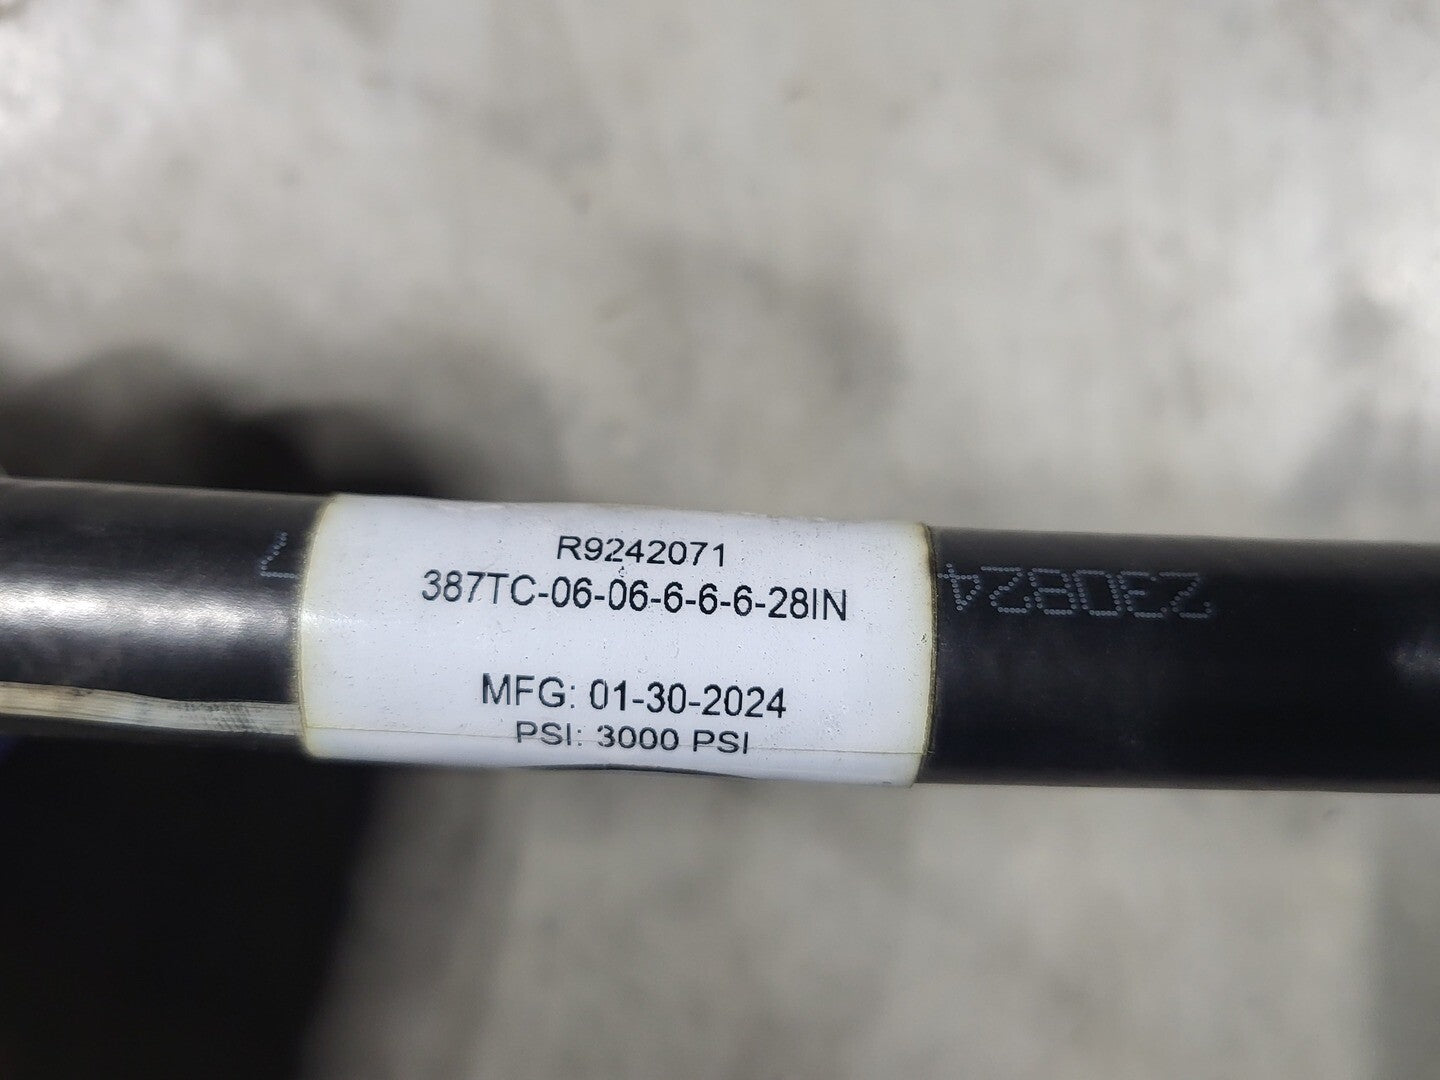 R9242071
387TC-06-06-6-6-6-28IN
MFG: 01-30-2024
PSI: 3000 PSI